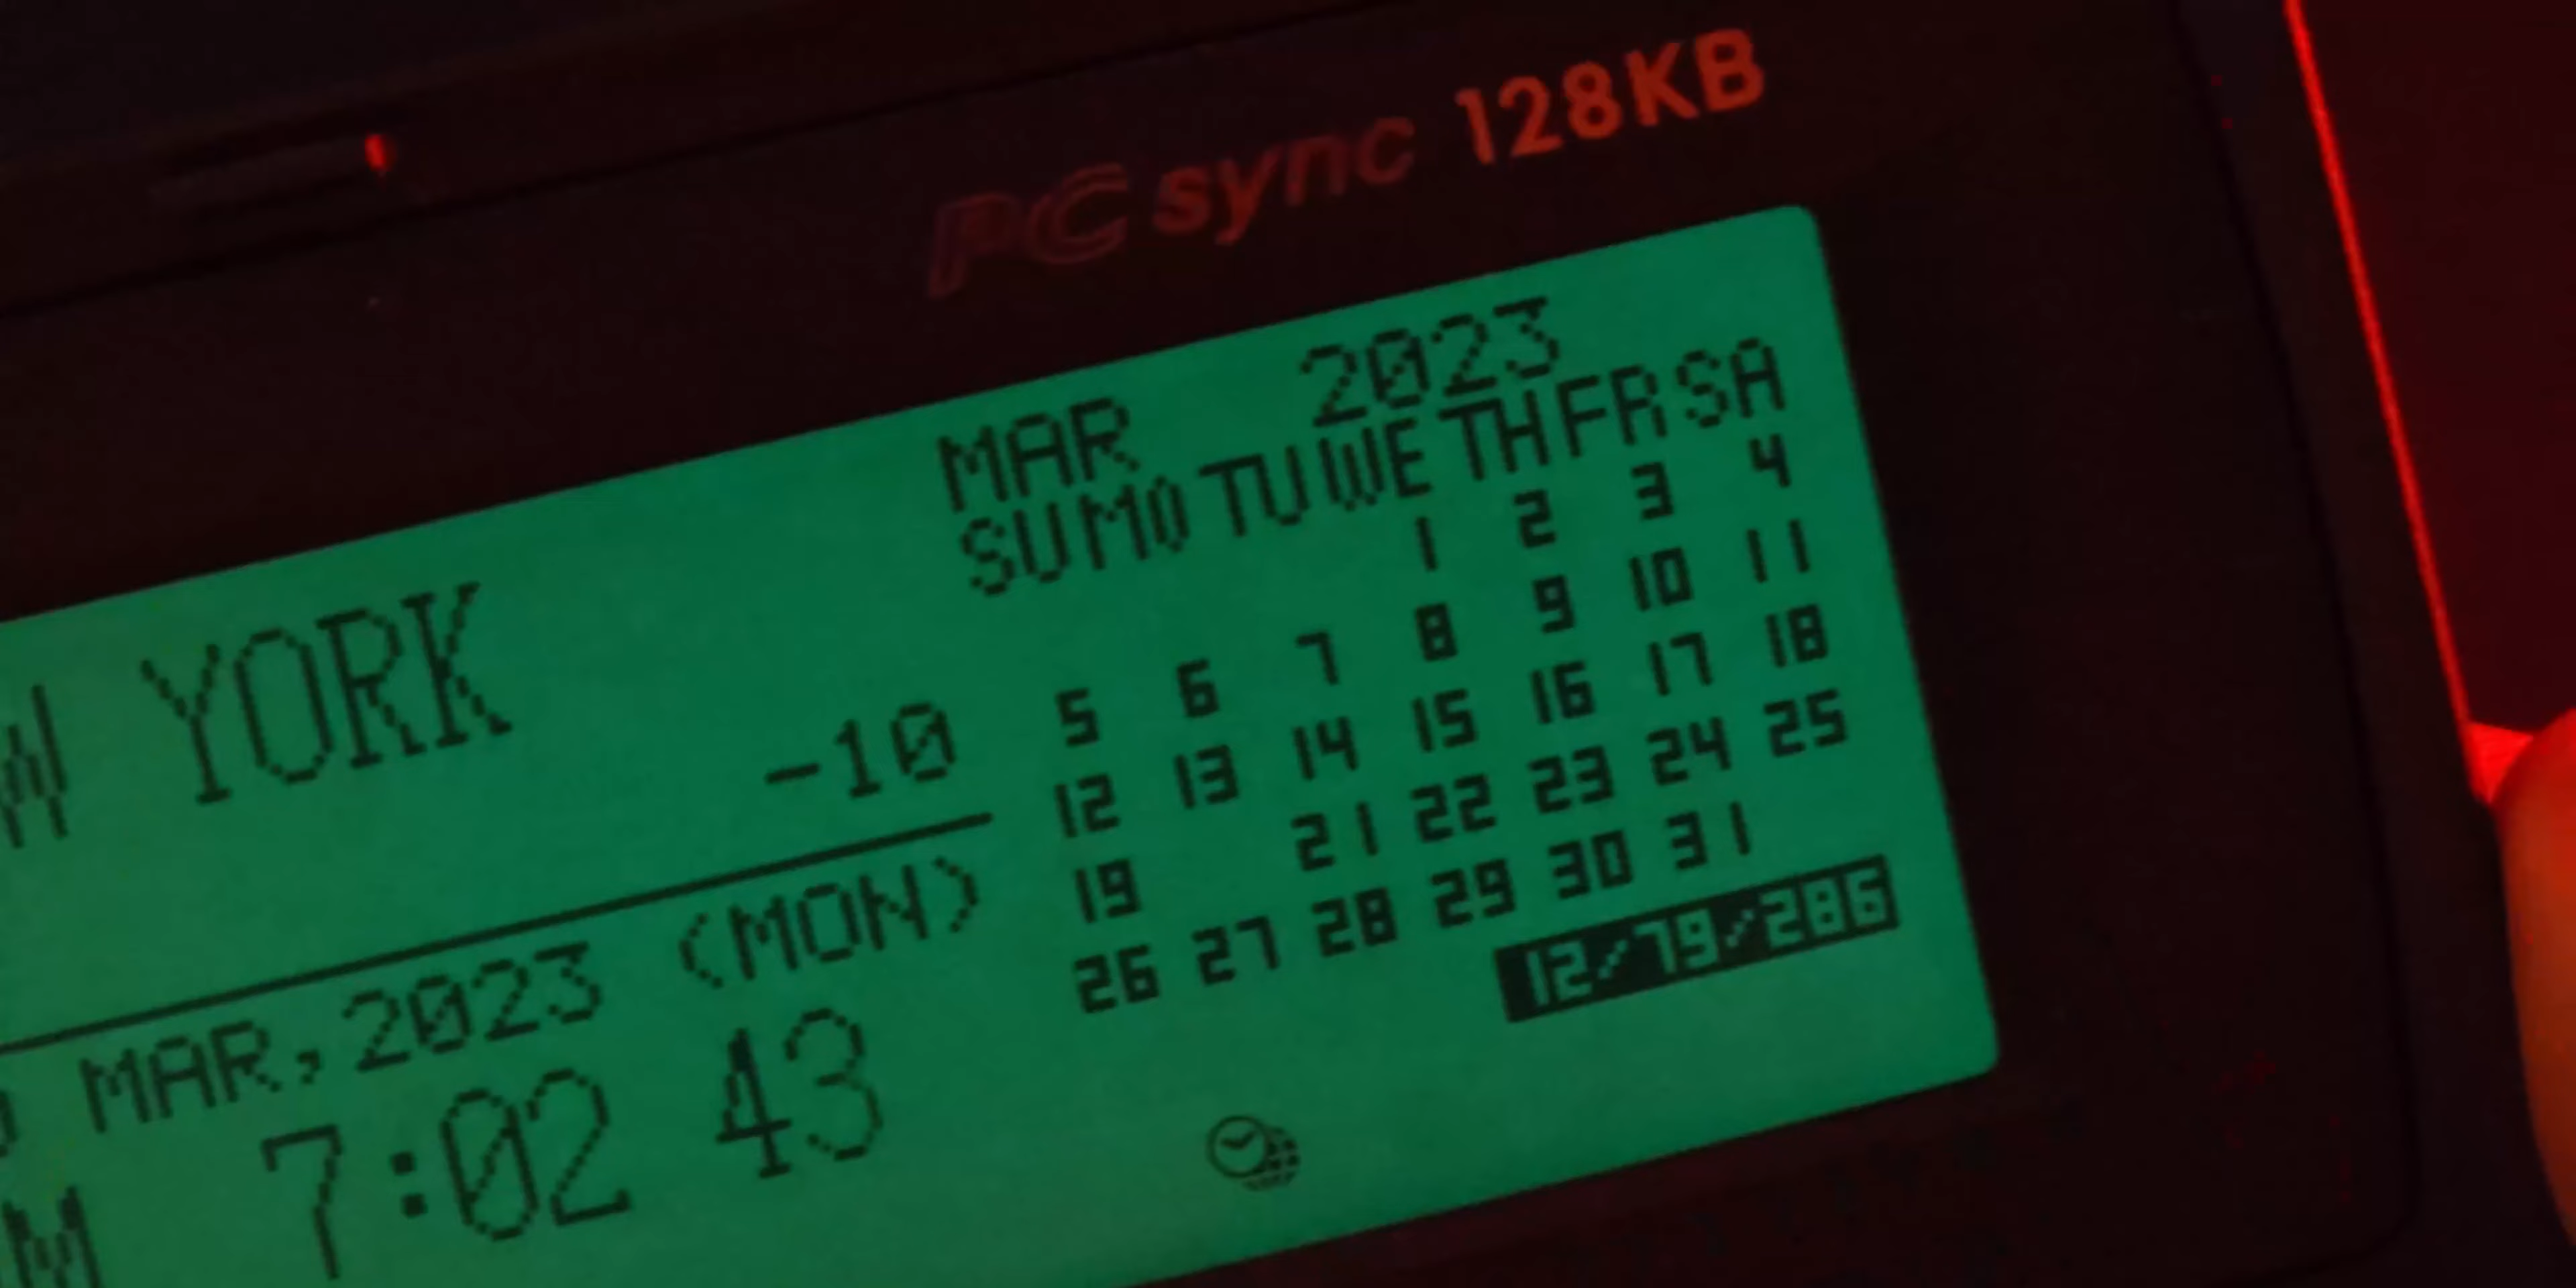 PC sync 128KB
MAR 2023
SU MO TU WE TH FR SA
1 2 3 4
5 6 7 8 9 10 11
12 13 14 15 16 17 18
19 21 22 23 24 25
26 27 28 29 30 31
12/79/286
W YORK
-10
MAR,2023 (MON)
M 7:02 43